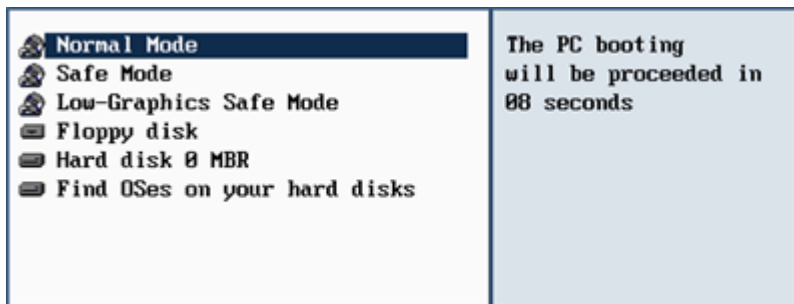 Normal Mode
Safe Mode
Low-Graphics Safe Mode
Floppy disk
Hard disk 0 MBR
Find OSes on your hard disks
The PC booting
will be proceeded in
08 seconds